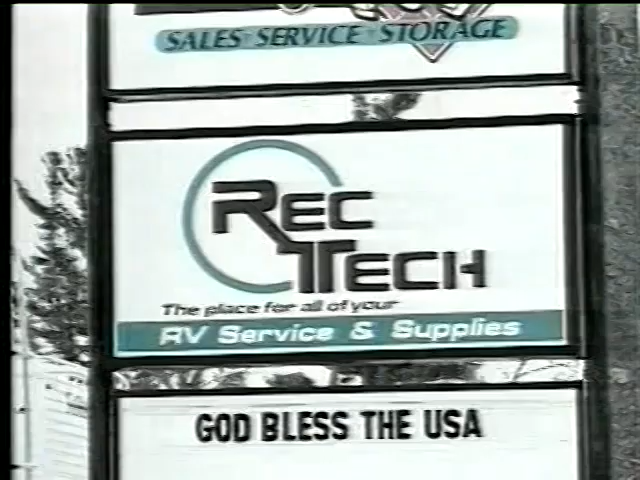 SALES SERVICE STORAGE
REC
TECH
The place for all of your
RV Service & Supplies
GOD BLESS THE USA